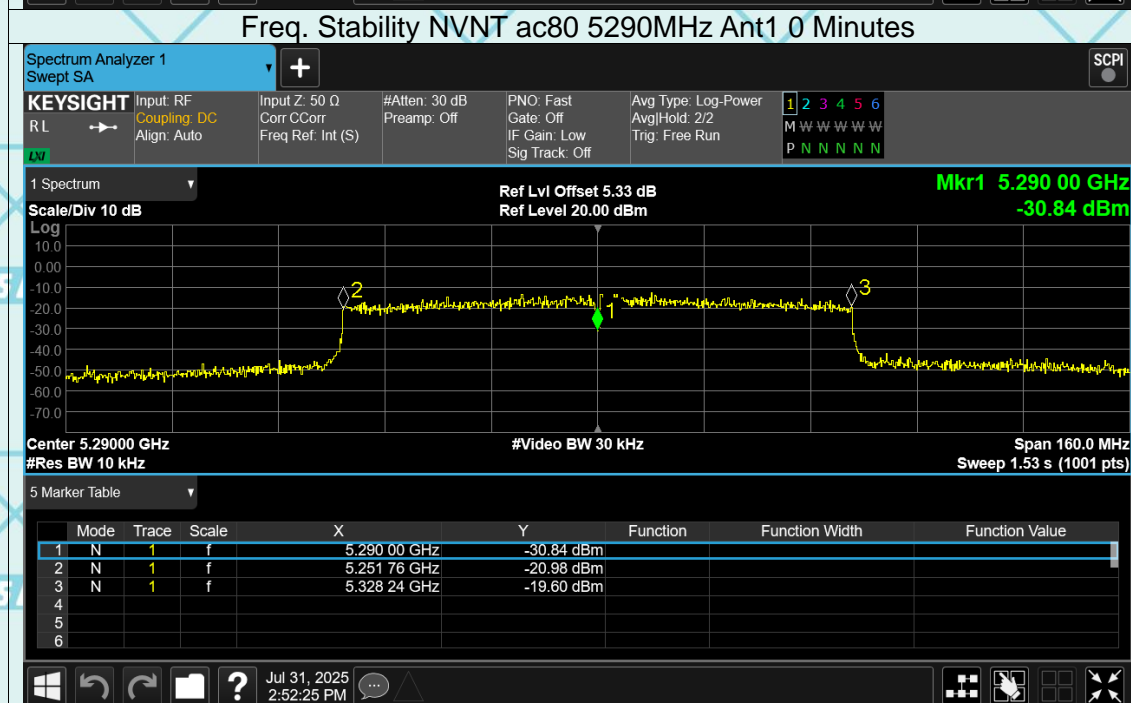 Freq. Stability NVNT ac80 5290MHz Ant1 0 Minutes
Spectrum Analyzer 1
Swept SA
SCPI
KEYSIGHT
RL
LXI
Input: RF
Coupling: DC
Align: Auto
Input Z: 50 Ω
Corr CCorr
Freq Ref: Int (S)
#Atten: 30 dB
Preamp: Off
PNO: Fast
Gate: Off
IF Gain: Low
Sig Track: Off
Avg Type: Log-Power
Avg|Hold: 2/2
Trig: Free Run
1 2 3 4 5 6
M W W W W W
P N N N N N
1 Spectrum
Scale/Div 10 dB
Ref Lvl Offset 5.33 dB
Ref Level 20.00 dBm
Mkr1 5.290 00 GHz
-30.84 dBm
Log
10.0
0.00
-10.0
-20.0
-30.0
-40.0
-50.0
-60.0
-70.0
2
1
3
Center 5.29000 GHz
#Video BW 30 kHz
Span 160.0 MHz
#Res BW 10 kHz
Sweep 1.53 s (1001 pts)
5 Marker Table
Mode Trace Scale X Y Function Function Width Function Value
1 N 1 f 5.290 00 GHz -30.84 dBm
2 N 1 f 5.251 76 GHz -20.98 dBm
3 N 1 f 5.328 24 GHz -19.60 dBm
4
5
6
?
Jul 31, 2025
2:52:25 PM